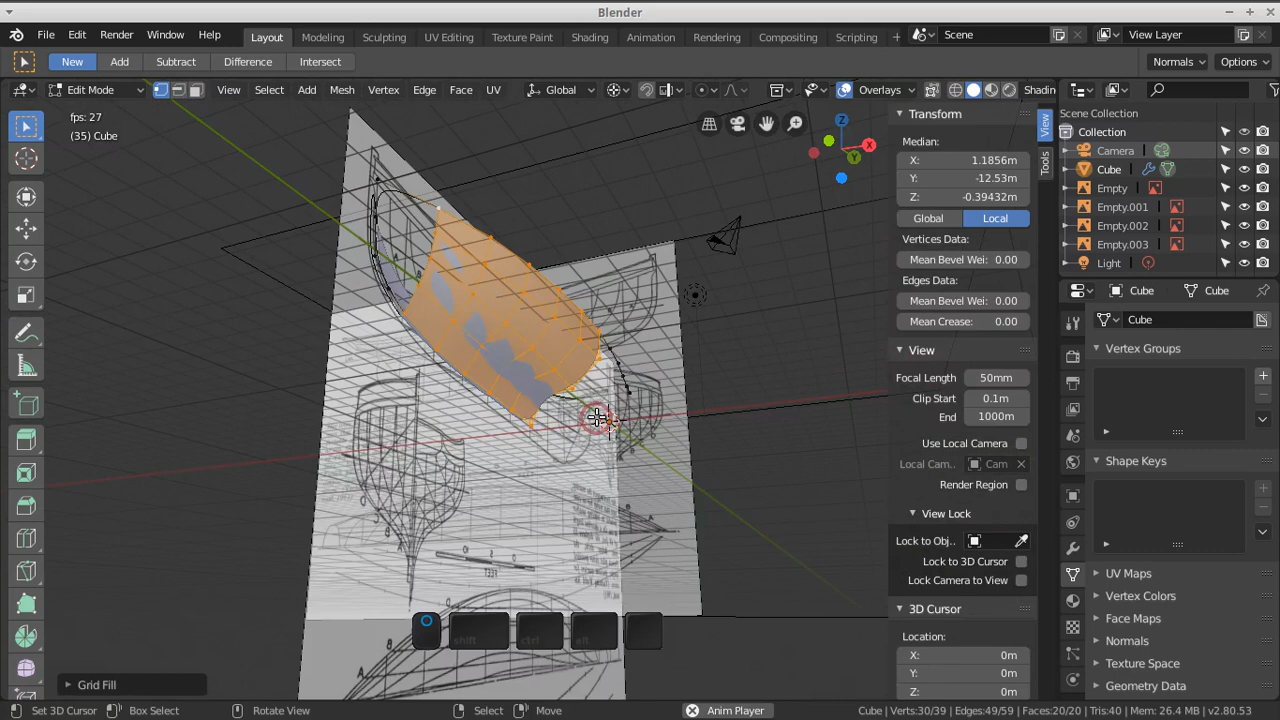 Blender
File Edit Render Window Help
Layout Modeling Sculpting UV Editing Texture Paint Shading Animation Rendering Compositing Scripting + Scene View Layer
New Add Subtract Difference Intersect Normals Options
Edit Mode View Select Add Mesh Vertex Edge Face UV Global Overlays Shadin
fps: 27
(35) Cube
Z
X
Y
Transform
Median:
X: 1.1856m
Y: -12.53m
Z: -0.39432m
Global Local
Vertices Data:
Mean Bevel Wei: 0.00
Edges Data:
Mean Bevel Wei: 0.00
Mean Crease: 0.00
View
Focal Length 50mm
Clip Start 0.1m
End 1000m
Use Local Camera
Local Cam.. Cam
Render Region
View Lock
Lock to Obj..
Lock to 3D Cursor
Lock Camera to View
3D Cursor
Location:
X: 0m
Y: 0m
Z: 0m
View
Tools
Scene Collection
Collection
Camera
Cube
Empty
Empty.001
Empty.002
Empty.003
Light
Cube Cube
Cube
Vertex Groups
Shape Keys
UV Maps
Vertex Colors
Face Maps
Normals
Texture Space
Geometry Data
FEET
shift ctrl alt
Grid Fill
Set 3D Cursor Box Select Rotate View Select Move Anim Player Cube | Verts:30/39 | Edges:49/59 | Faces:20/20 | Tris:40 | Mem: 26.4 MB | v2.80.53